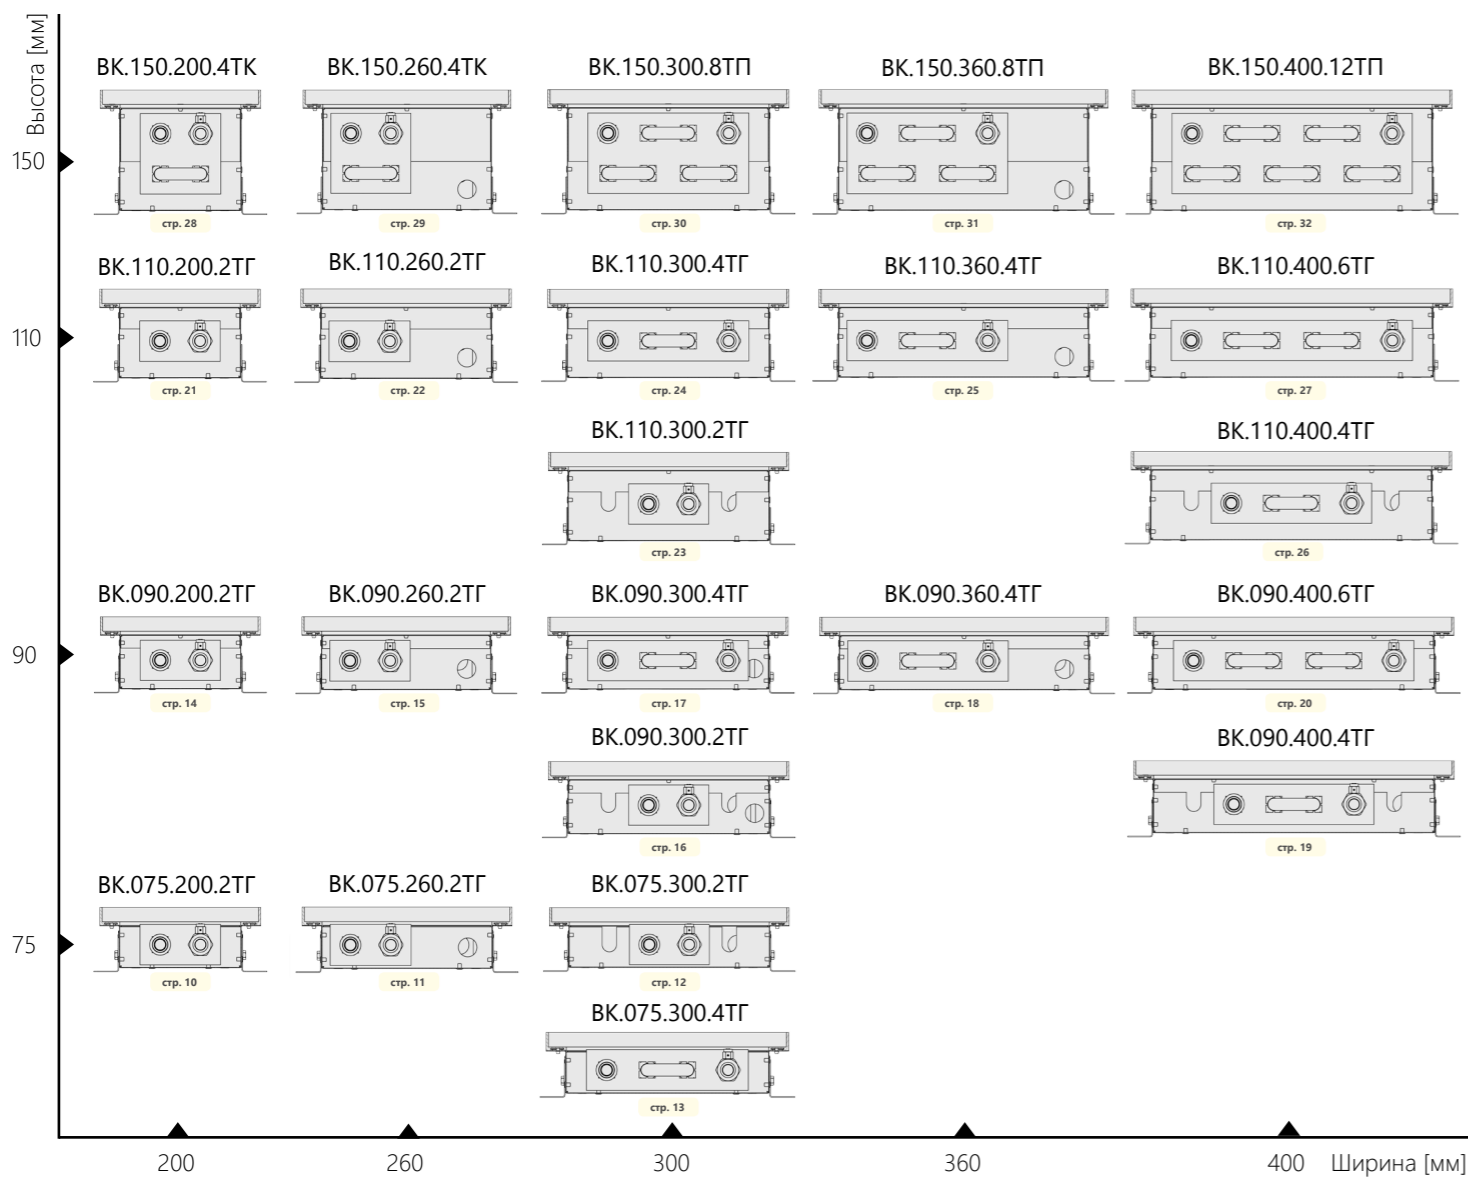 Высота [мм]
ВК.150.200.4ТК ВК.150.260.4ТК ВК.150.300.8ТП ВК.150.360.8ТП ВК.150.400.12ТП
150
стр. 28 стр. 29 стр. 30 стр. 31 стр. 32
ВК.110.200.2ТГ ВК.110.260.2ТГ ВК.110.300.4ТГ ВК.110.360.4ТГ ВК.110.400.6ТГ
110
стр. 21 стр. 22 стр. 24 стр. 25 стр. 27
ВК.110.300.2ТГ ВК.110.400.4ТГ
стр. 23 стр. 26
ВК.090.200.2ТГ ВК.090.260.2ТГ ВК.090.300.4ТГ ВК.090.360.4ТГ ВК.090.400.6ТГ
90
стр. 14 стр. 15 стр. 17 стр. 18 стр. 20
ВК.090.300.2ТГ ВК.090.400.4ТГ
стр. 16 стр. 19
ВК.075.200.2ТГ ВК.075.260.2ТГ ВК.075.300.2ТГ
75
стр. 10 стр. 11 стр. 12
ВК.075.300.4ТГ
стр. 13
200 260 300 360 400 Ширина [мм]